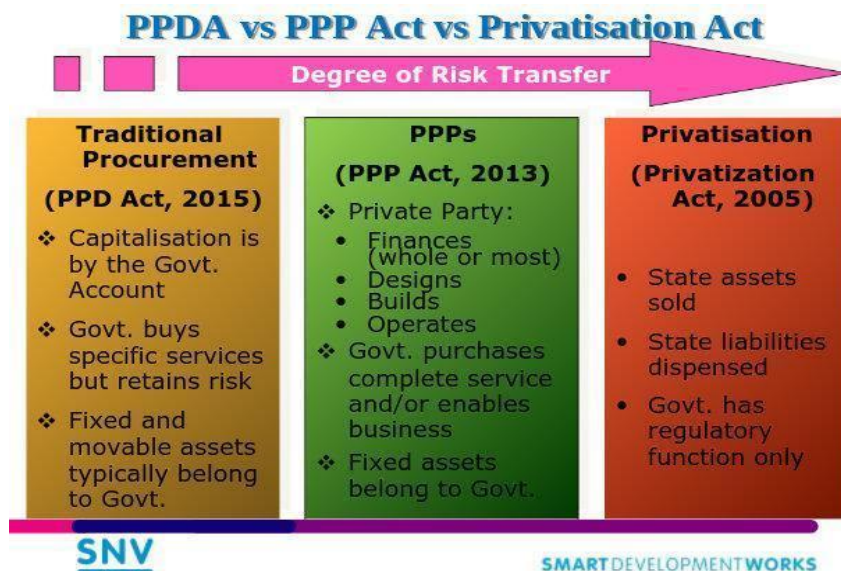 PPDA vs PPP Act vs Privatisation Act
Degree of Risk Transfer
Traditional
Procurement
(PPD Act, 2015)
❖ Capitalisation is
by the Govt.
Account
❖ Govt. buys
specific services
but retains risk
❖ Fixed and
movable assets
typically belong
to Govt.
PPPs
(PPP Act, 2013)
❖ Private Party:
• Finances
(whole or most)
• Designs
• Builds
• Operates
❖ Govt. purchases
complete service
and/or enables
business
❖ Fixed assets
belong to Govt.
Privatisation
(Privatization
Act, 2005)
• State assets
sold
• State liabilities
dispensed
• Govt. has
regulatory
function only
SNV
SMARTDEVELOPMENTWORKS